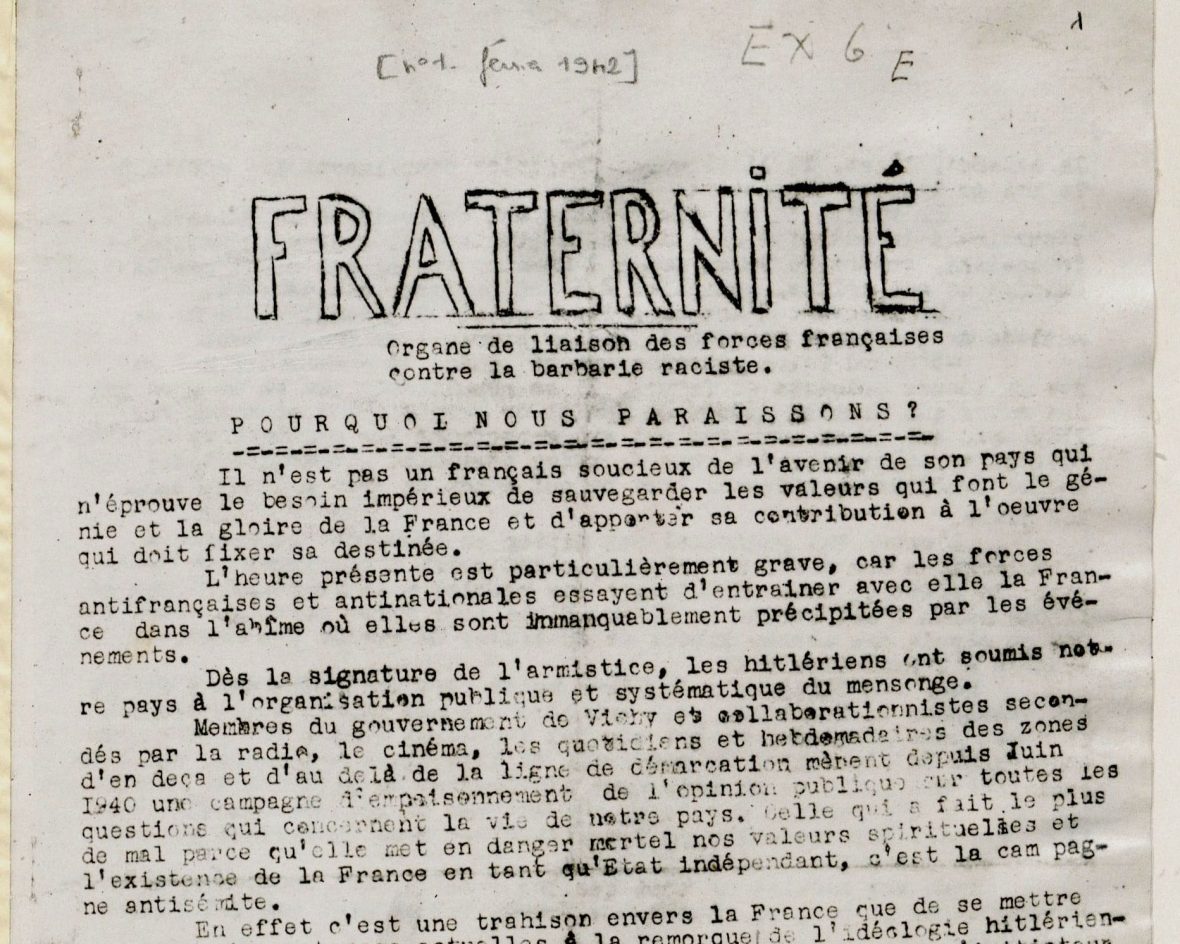 [n°1. février 1942]
EX 6 E
1
FRATERNiTÉ
Organe de liaison des forces françaises
contre la barbarie raciste.
POURQUOI NOUS PARAISSONS?
-=-=-=-=-=-=-=-=-=-=-=-=-=-=-=-=-=-=-=-
Il n'est pas un français soucieux de l'avenir de son pays qui
n'éprouve le besoin impérieux de sauvegarder les valeurs qui font le gé-
nie et la gloire de la France et d'apporter sa contribution à l'oeuvre
qui doit fixer sa destinée.
L'heure présente est particulièrement grave, car les forces
antifrançaises et antinationales essayent d'entrainer avec elle la Fran-
ce dans l'abîme où elles sont immanquablement précipitées par les évé-
nements.
Dès la signature de l'armistice, les hitlériens ont soumis not-
re pays à l'organisation publique et systématique du mensonge.
Membres du gouvernement de Vichy et collaborationnistes secon-
dés par la radio, le cinéma, les quotidiens et hebdomadaires des zones
d'en deça et d'au delà de la ligne de démarcation mènent depuis Juin
1940 une campagne d'empoisonnement de l'opinion publique sur toutes les
questions qui concernent la vie de notre pays. Celle qui a fait le plus
de mal parce qu'elle met en danger mortel nos valeurs spirituelles et
l'existence de la France en tant qu'Etat indépendant, c'est la cam pag-
ne antisémite.
En effet c'est une trahison envers la France que de se mettre
à la remorque de l'idéologie hitlérien-